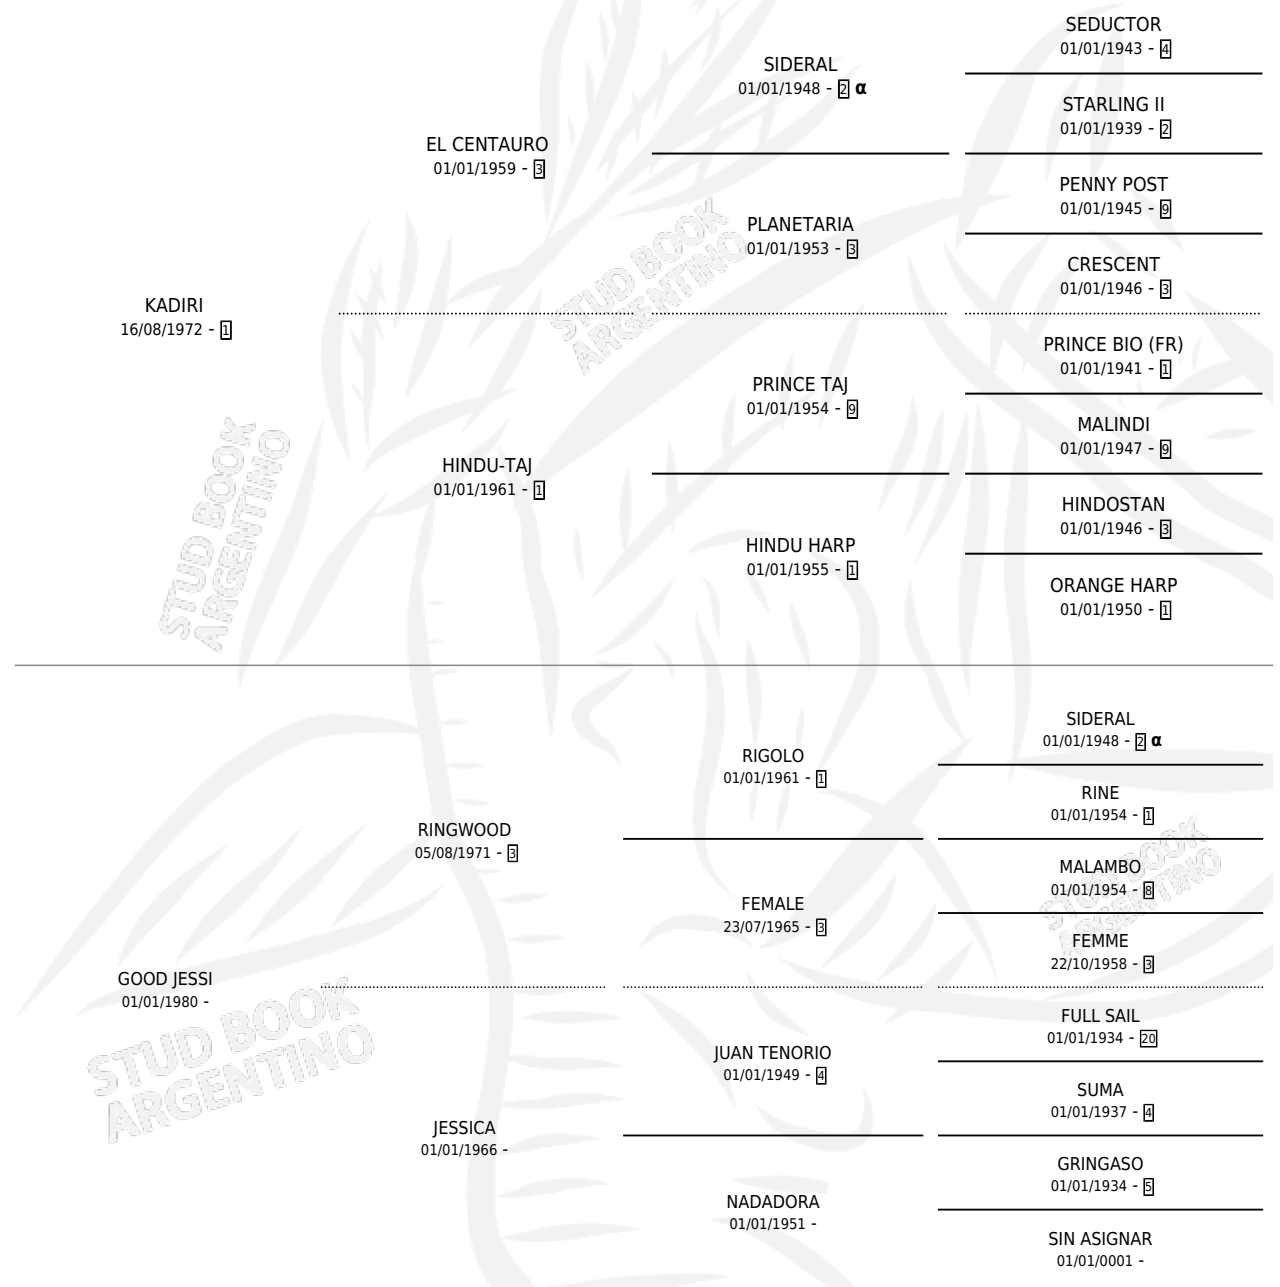 SEDUCTOR
01/01/1943 - 4
SIDERAL
01/01/1948 - 2 α
STARLING II
01/01/1939 - 2
EL CENTAURO
01/01/1959 - 3
PENNY POST
01/01/1945 - 9
PLANETARIA
01/01/1953 - 3
CRESCENT
01/01/1946 - 3
KADIRI
16/08/1972 - 1
PRINCE BIO (FR)
01/01/1941 - 1
PRINCE TAJ
01/01/1954 - 9
MALINDI
01/01/1947 - 9
HINDU-TAJ
01/01/1961 - 1
HINDOSTAN
01/01/1946 - 3
HINDU HARP
01/01/1955 - 1
ORANGE HARP
01/01/1950 - 1
STUD BOOK
ARGENTINO
STUD BOOK
ARGENTINO
SIDERAL
01/01/1948 - 2 α
RIGOLO
01/01/1961 - 1
RINE
01/01/1954 - 1
RINGWOOD
05/08/1971 - 3
MALAMBO
01/01/1954 - 8
FEMALE
23/07/1965 - 3
FEMME
22/10/1958 - 3
GOOD JESSI
01/01/1980 -
FULL SAIL
01/01/1934 - 20
JUAN TENORIO
01/01/1949 - 4
SUMA
01/01/1937 - 4
JESSICA
01/01/1966 -
GRINGASO
01/01/1934 - 5
NADADORA
01/01/1951 -
SIN ASIGNAR
01/01/0001 -
STUD BOOK
ARGENTINO
STUD BOOK
ARGENTINO